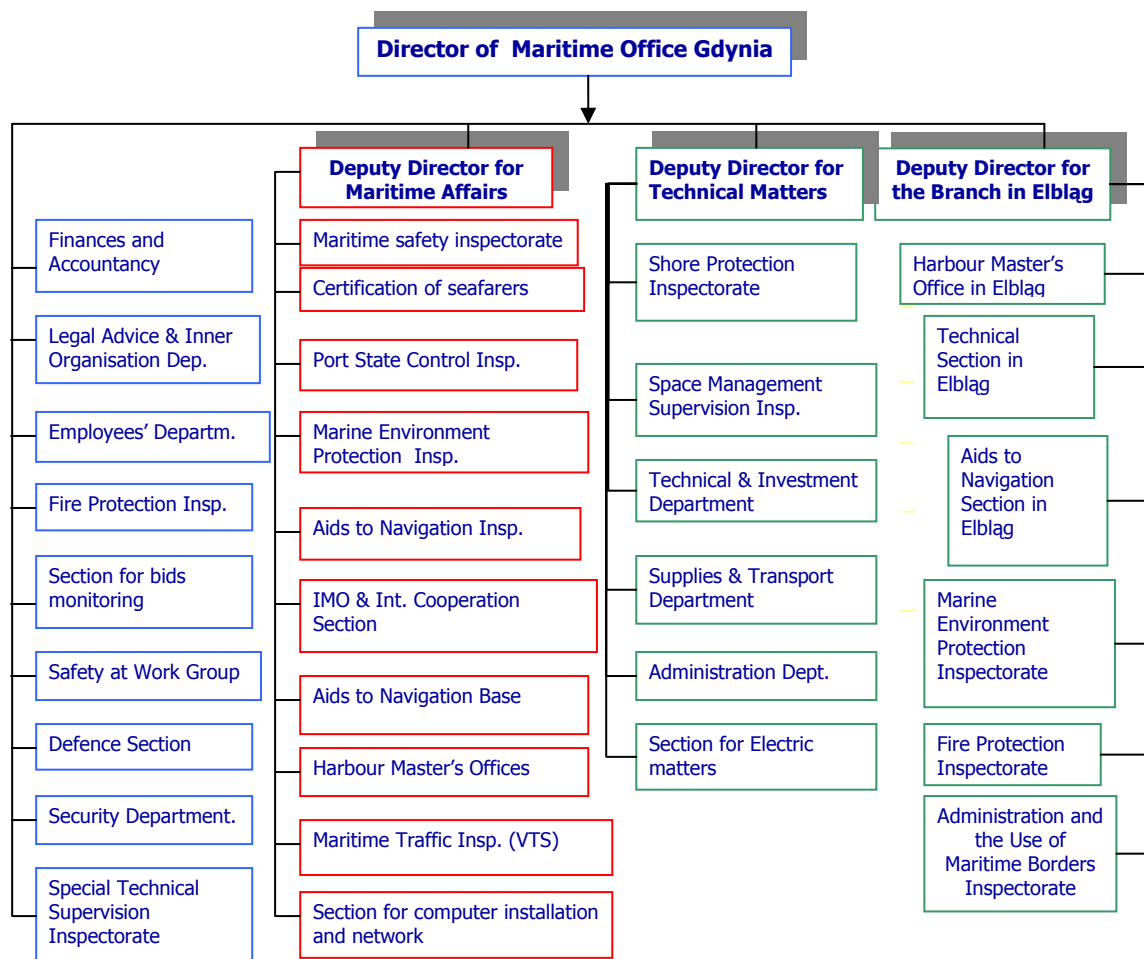 Director of Maritime Office Gdynia
Finances and
Accountancy
Legal Advice & Inner
Organisation Dep.
Employees' Departm.
Fire Protection Insp.
Section for bids
monitoring
Safety at Work Group
Defence Section
Security Department.
Special Technical
Supervision
Inspectorate
Deputy Director for
Maritime Affairs
Maritime safety inspectorate
Certification of seafarers
Port State Control Insp.
Marine Environment
Protection Insp.
Aids to Navigation Insp.
IMO & Int. Cooperation
Section
Aids to Navigation Base
Harbour Master's Offices
Maritime Traffic Insp. (VTS)
Section for computer installation
and network
Deputy Director for
Technical Matters
Shore Protection
Inspectorate
Space Management
Supervision Insp.
Technical & Investment
Department
Supplies & Transport
Department
Administration Dept.
Section for Electric
matters
Deputy Director for
the Branch in Elbląg
Harbour Master's
Office in Elbląg
Technical
Section in
Elbląg
Aids to
Navigation
Section in
Elbląg
Marine
Environment
Protection
Inspectorate
Fire Protection
Inspectorate
Administration and
the Use of
Maritime Borders
Inspectorate